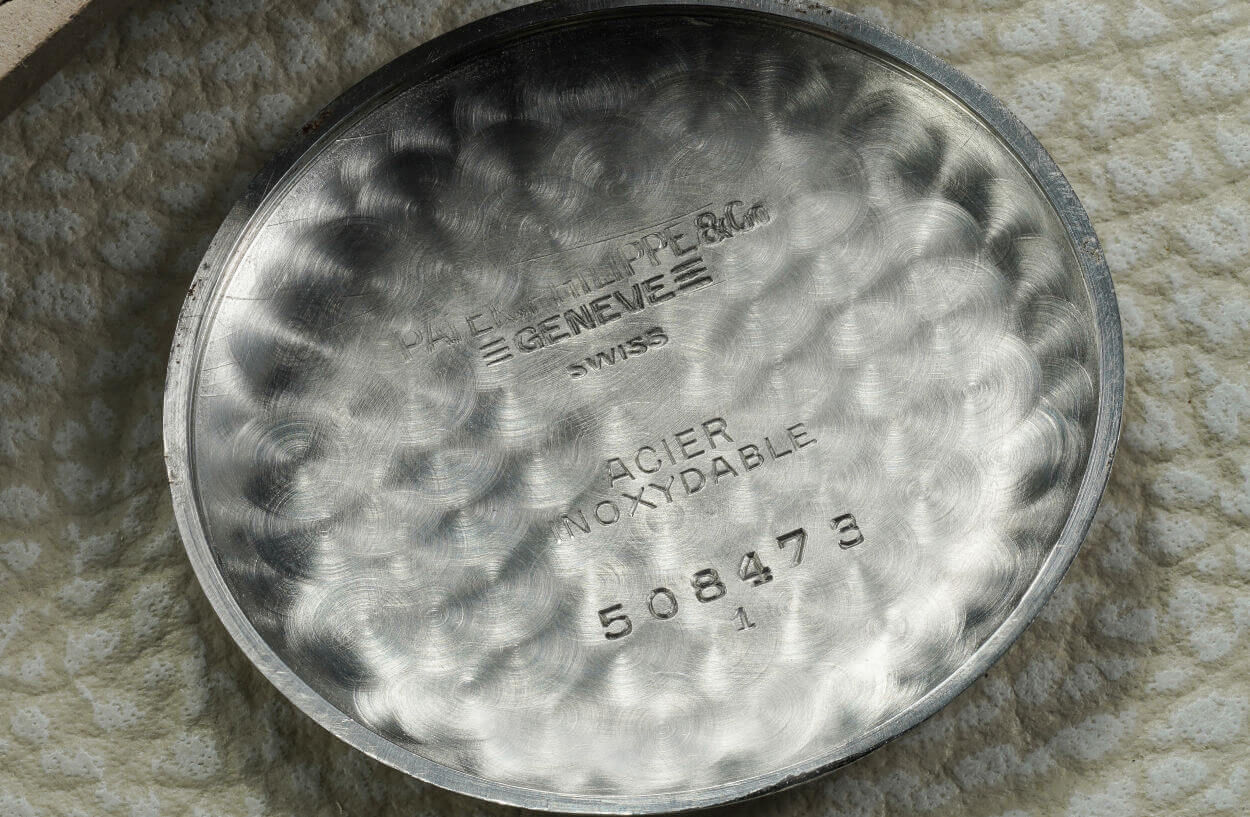 PATEK, PHILIPPE & Co
GENEVE
SWISS
ACIER
INOXYDABLE
508473
1